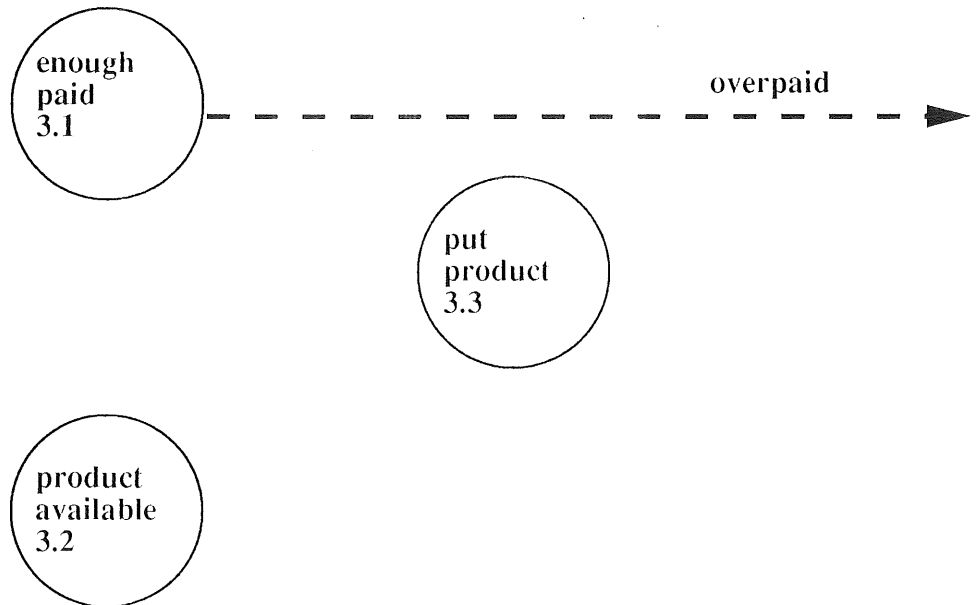 enough
paid
3.1
overpaid
put
product
3.3
product
available
3.2